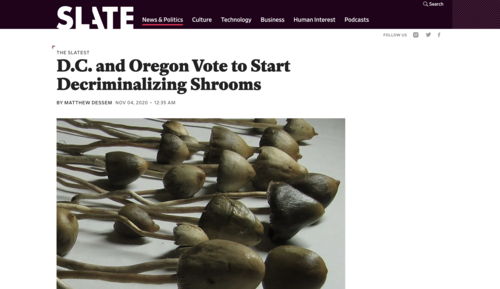 SLATE
News & Politics Culture Technology Business Human Interest Podcasts
Search
FOLLOW US
THE SLATEST
D.C. and Oregon Vote to Start
Decriminalizing Shrooms
BY MATTHEW DESSEM NOV 04, 2020 • 12:35 AM